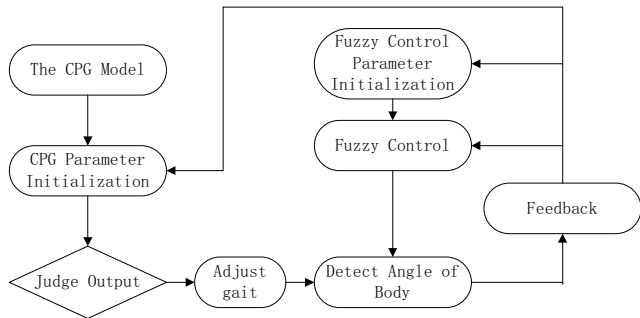 The CPG Model
CPG Parameter
Initialization
Judge Output
Adjust
gait
Fuzzy Control
Parameter
Initialization
Fuzzy Control
Detect Angle of
Body
Feedback